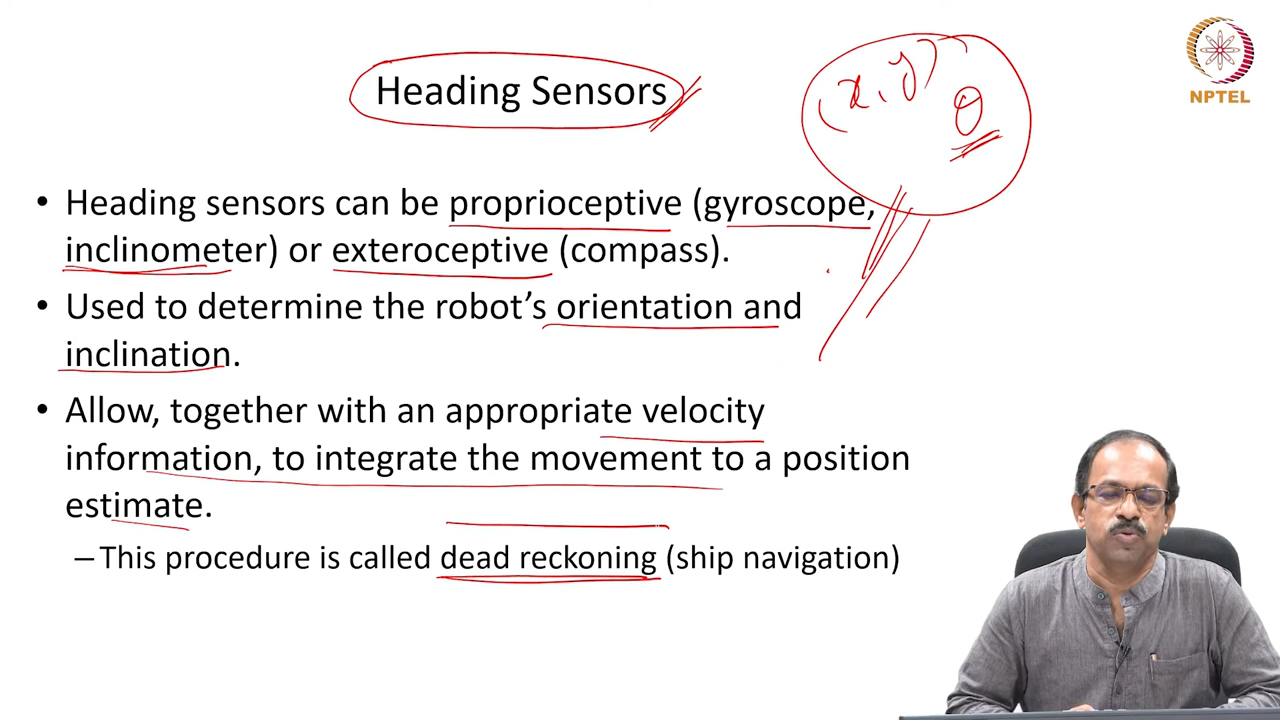 Heading Sensors
(x, y)
θ
NPTEL
• Heading sensors can be proprioceptive (gyroscope,
inclinometer) or exteroceptive (compass).
• Used to determine the robot’s orientation and
inclination.
• Allow, together with an appropriate velocity
information, to integrate the movement to a position
estimate.
–This procedure is called dead reckoning (ship navigation)